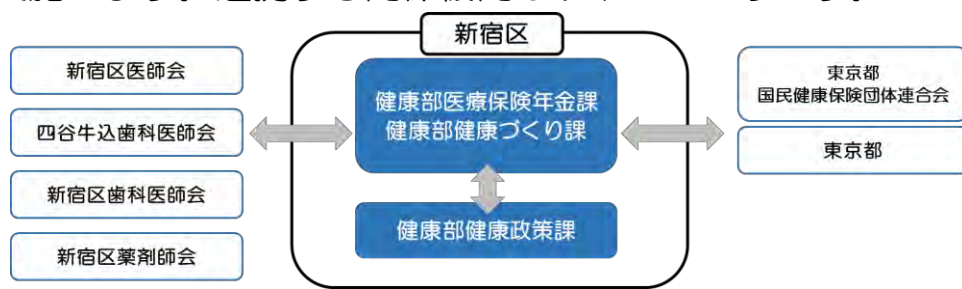 新宿区
新宿区医師会
四谷牛込歯科医師会
新宿区歯科医師会
新宿区薬剤師会
健康部医療保険年金課
健康部健康づくり課
健康部健康政策課
東京都
国民健康保険団体連合会
東京都